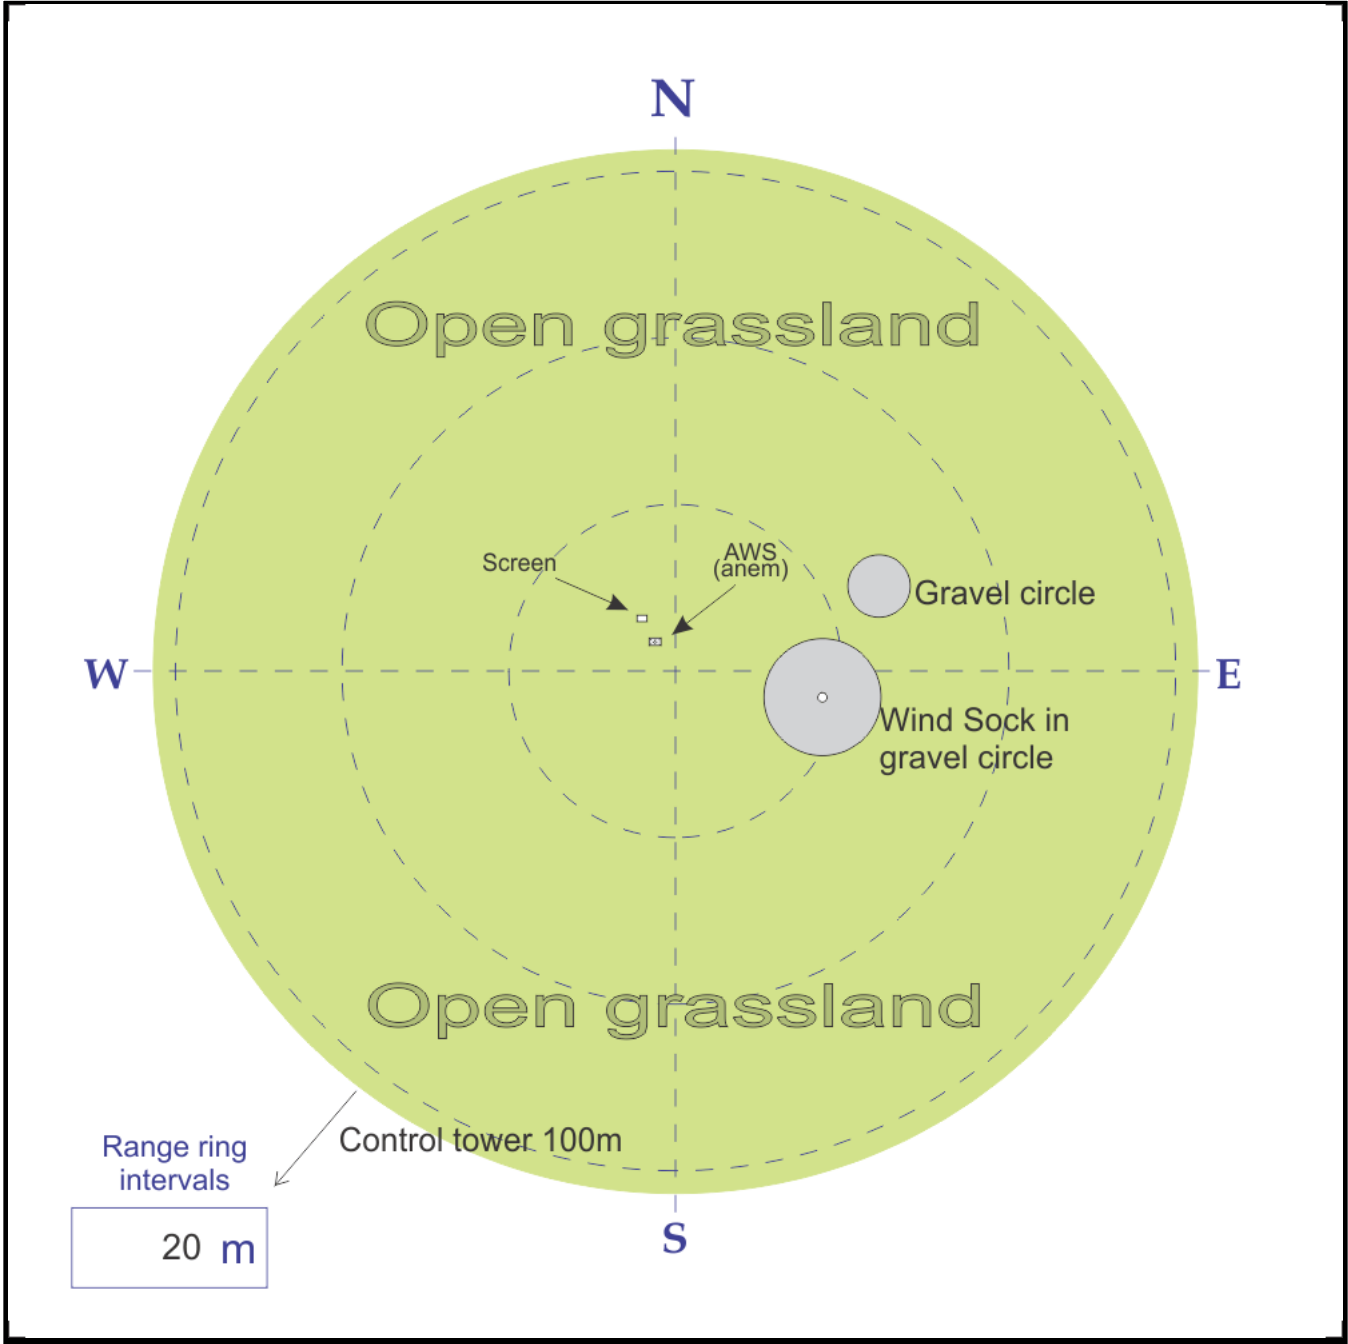 N
Open grassland
Screen
AWS
(anem)
Gravel circle
W
E
Wind Sock in
gravel circle
Open grassland
Control tower 100m
Range ring
intervals
20 m
S